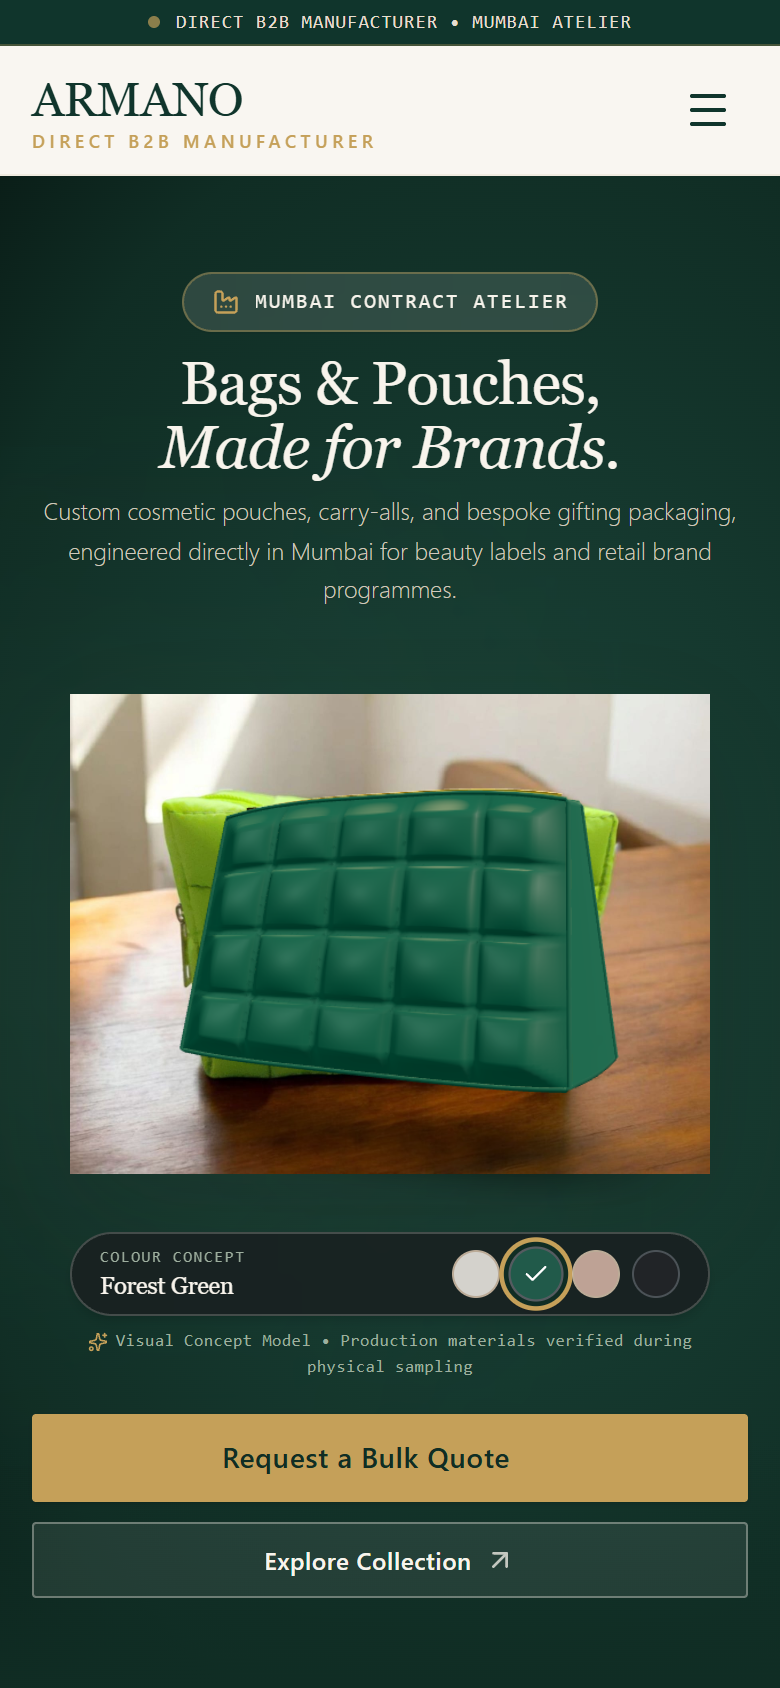 DIRECT B2B MANUFACTURER • MUMBAI ATELIER
ARMANO
DIRECT B2B MANUFACTURER
MUMBAI CONTRACT ATELIER
Bags & Pouches,
Made for Brands.
Custom cosmetic pouches, carry-alls, and bespoke gifting packaging,
engineered directly in Mumbai for beauty labels and retail brand
programmes.
COLOUR CONCEPT
Forest Green
Visual Concept Model • Production materials verified during
physical sampling
Request a Bulk Quote
Explore Collection